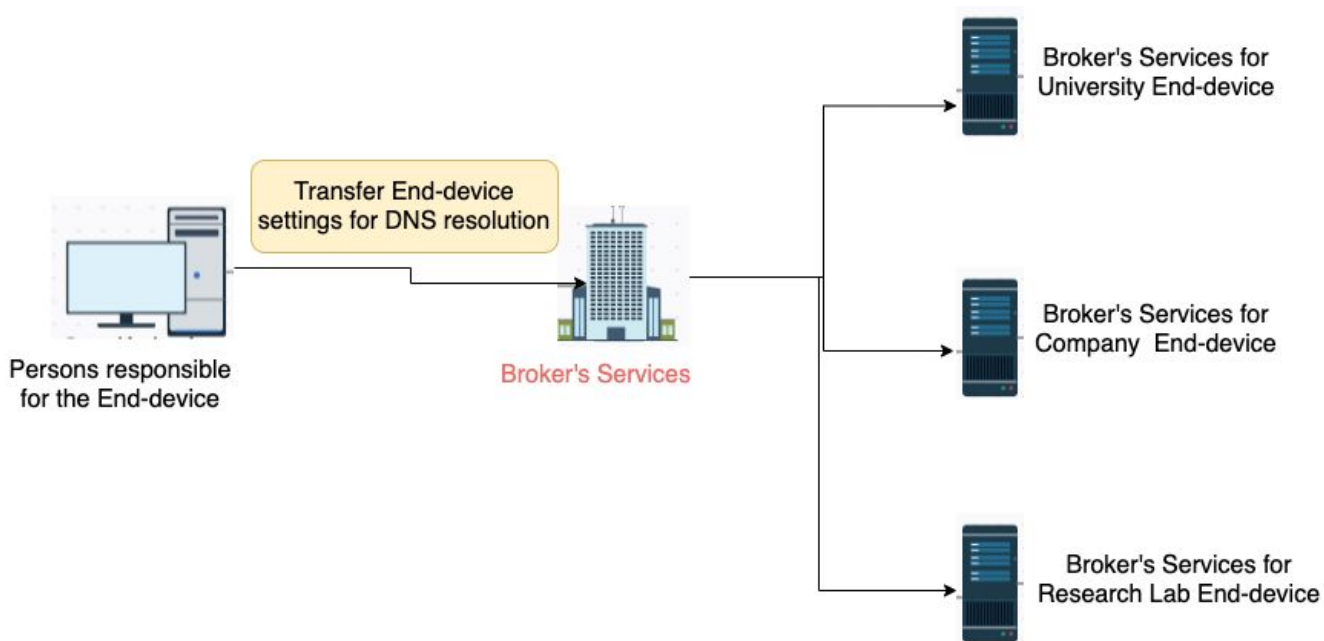 Broker's Services for
University End-device
Transfer End-device
settings for DNS resolution
Persons responsible
for the End-device
Broker's Services
Broker's Services for
Company End-device
Broker's Services for
Research Lab End-device